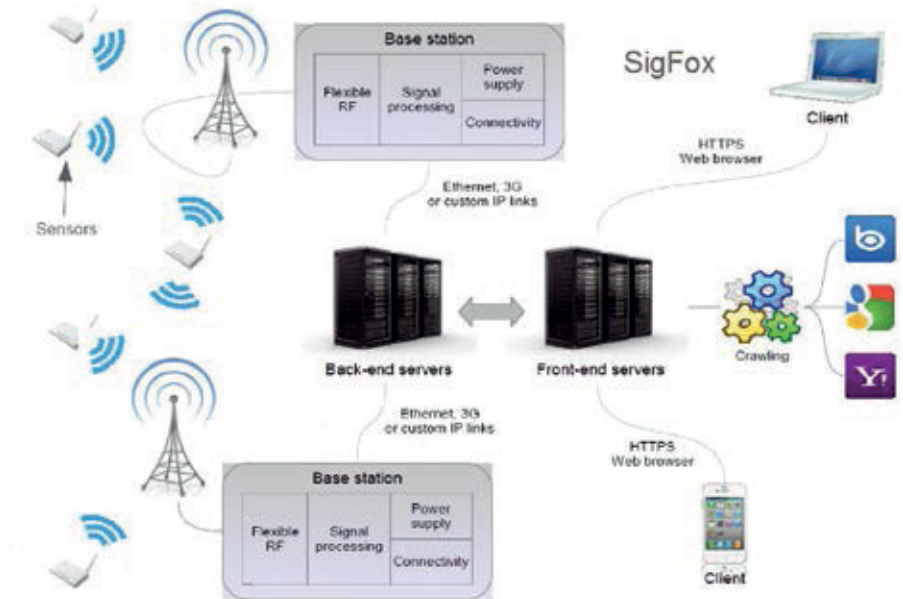 Base station
Flexible
RF
Signal
processing
Power
supply
Connectivity
SigFox
Client
HTTPS
Web browser
Ethernet, 3G
or custom IP links
Sensors
Back-end servers
Front-end servers
Crawling
Y!
Ethernet, 3G
or custom IP links
HTTPS
Web browser
Base station
Flexible
RF
Signal
processing
Power
supply
Connectivity
Client